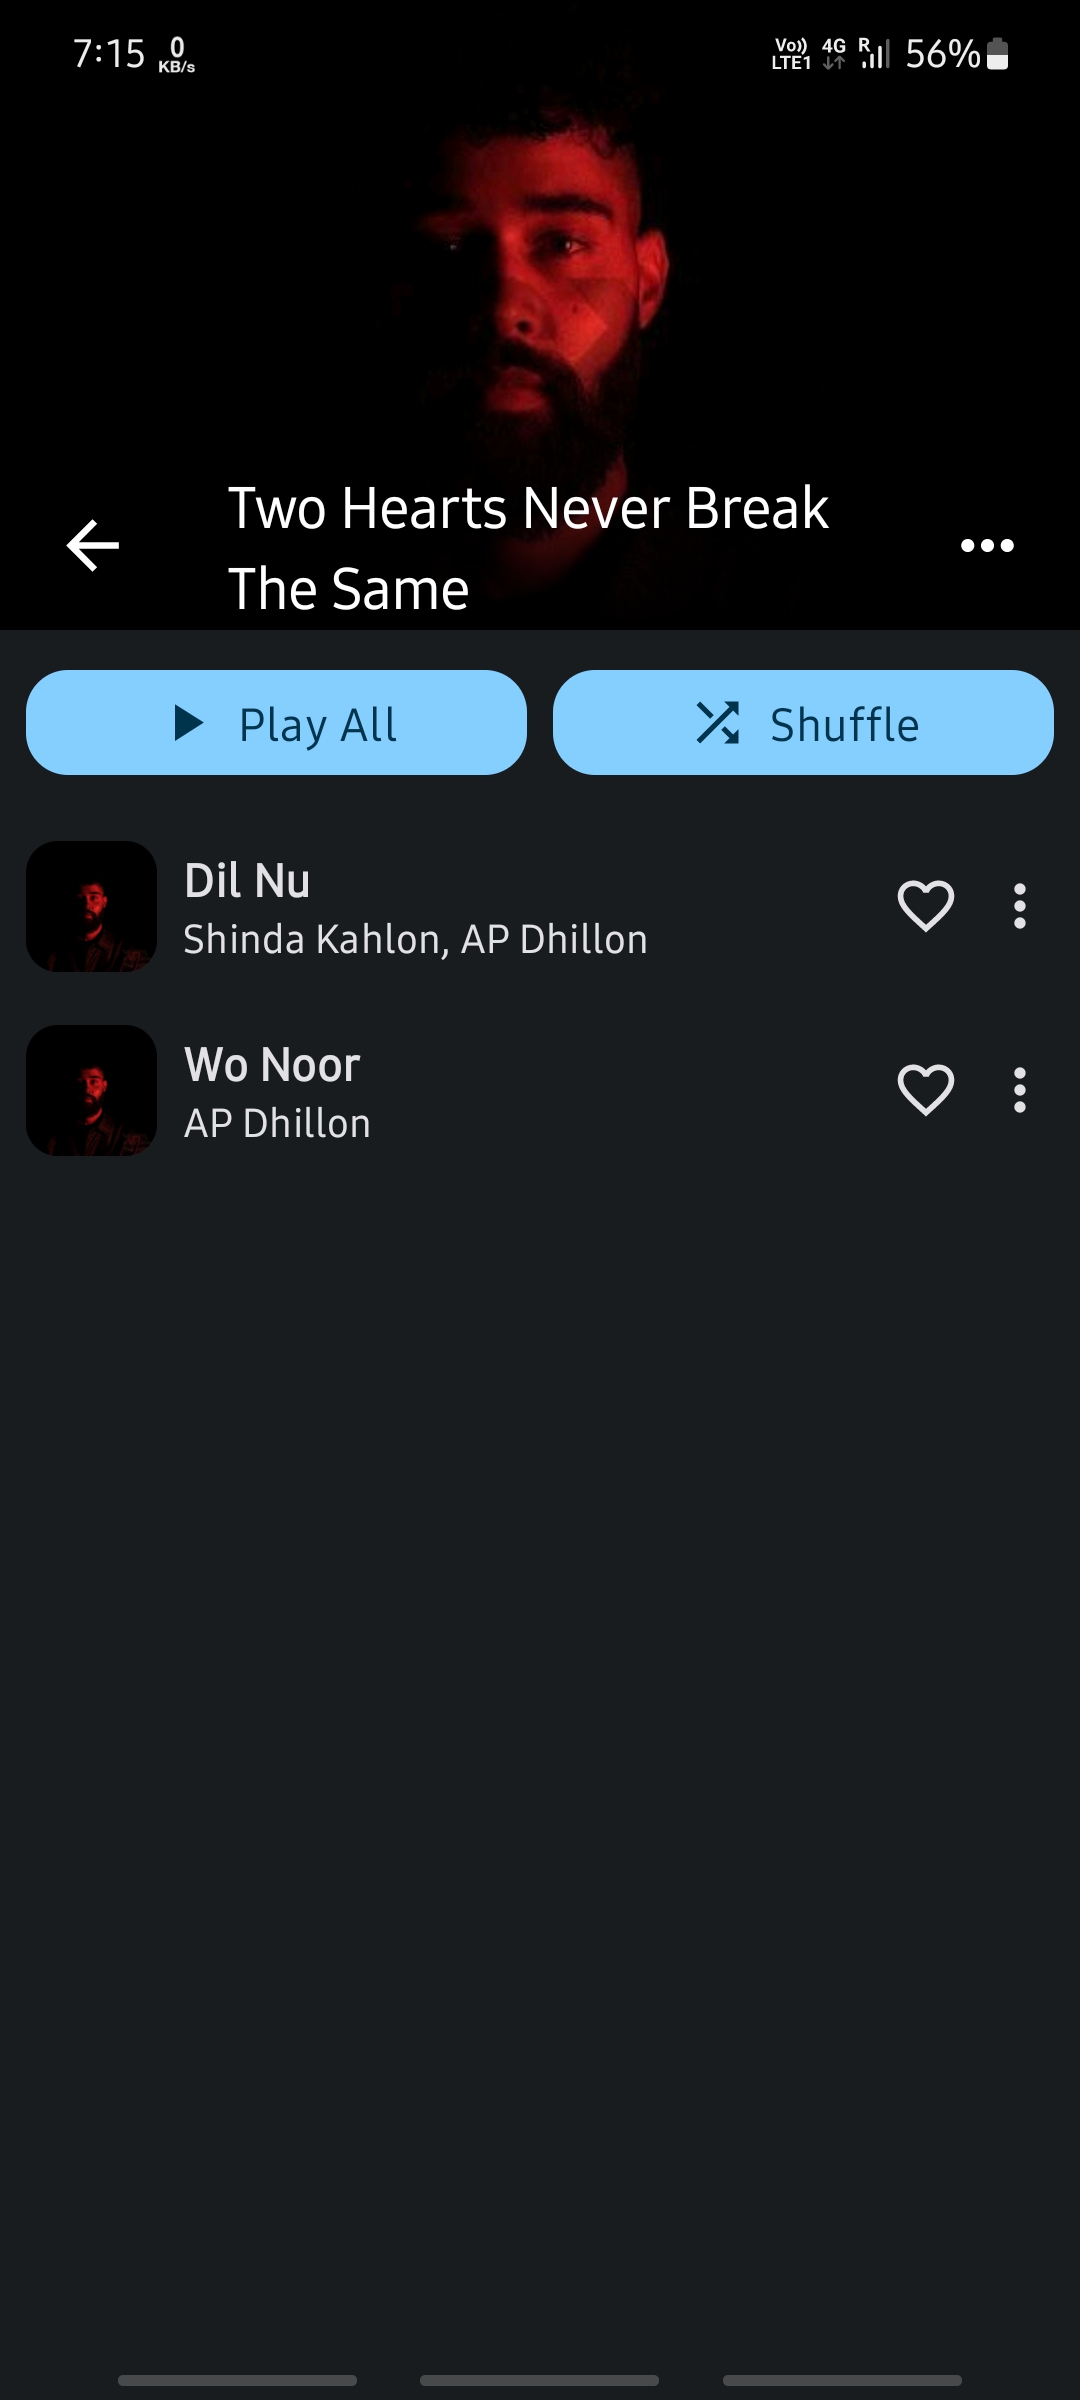 7:15 0 KB/s Vo)) LTE1 4G R 56%
Two Hearts Never Break
The Same
Play All Shuffle
Dil Nu
Shinda Kahlon, AP Dhillon
Wo Noor
AP Dhillon